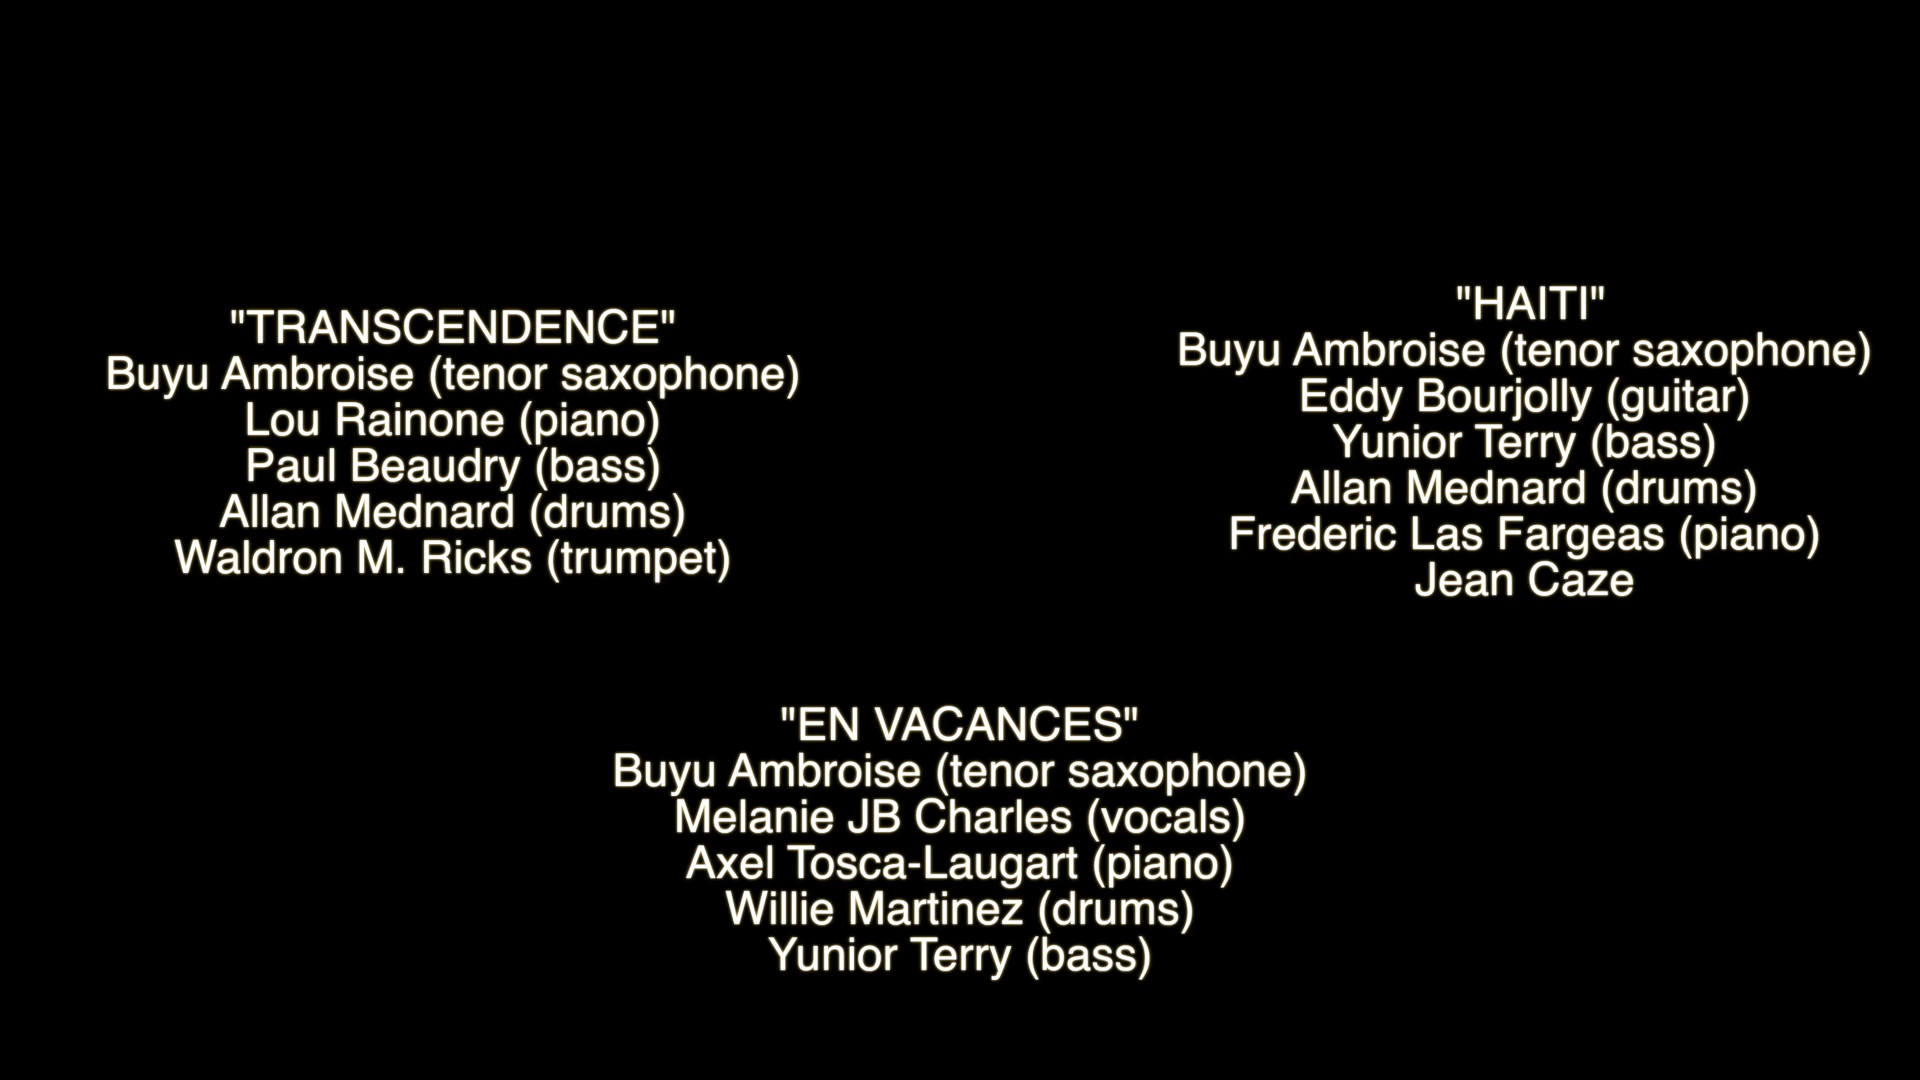 "TRANSCENDENCE"
Buyu Ambroise (tenor saxophone)
Lou Rainone (piano)
Paul Beaudry (bass)
Allan Mednard (drums)
Waldron M. Ricks (trumpet)
"HAITI"
Buyu Ambroise (tenor saxophone)
Eddy Bourjolly (guitar)
Yunior Terry (bass)
Allan Mednard (drums)
Frederic Las Fargeas (piano)
Jean Caze
"EN VACANCES"
Buyu Ambroise (tenor saxophone)
Melanie JB Charles (vocals)
Axel Tosca-Laugart (piano)
Willie Martinez (drums)
Yunior Terry (bass)